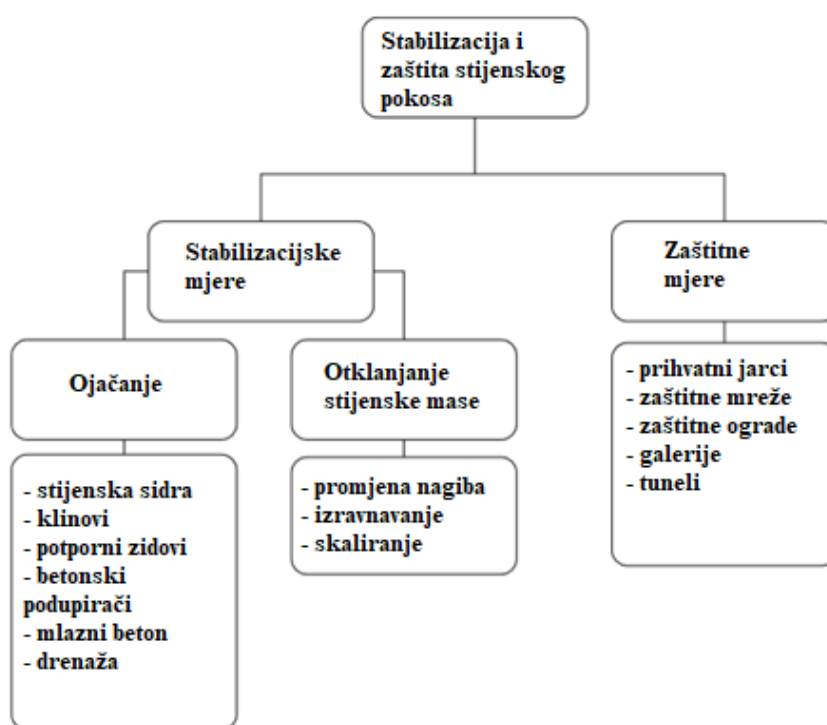 Stabilizacija i
zaštita stijenskog
pokosa
Stabilizacijske
mjere
Zaštitne
mjere
Ojačanje
Otklanjanje
stijenske mase
- prihvatni jarci
- zaštitne mreže
- zaštitne ograde
- galerije
- tuneli
- stijenska sidra
- klinovi
- potporni zidovi
- betonski
podupirači
- mlazni beton
- drenaža
- promjena nagiba
- izravnavanje
- skaliranje